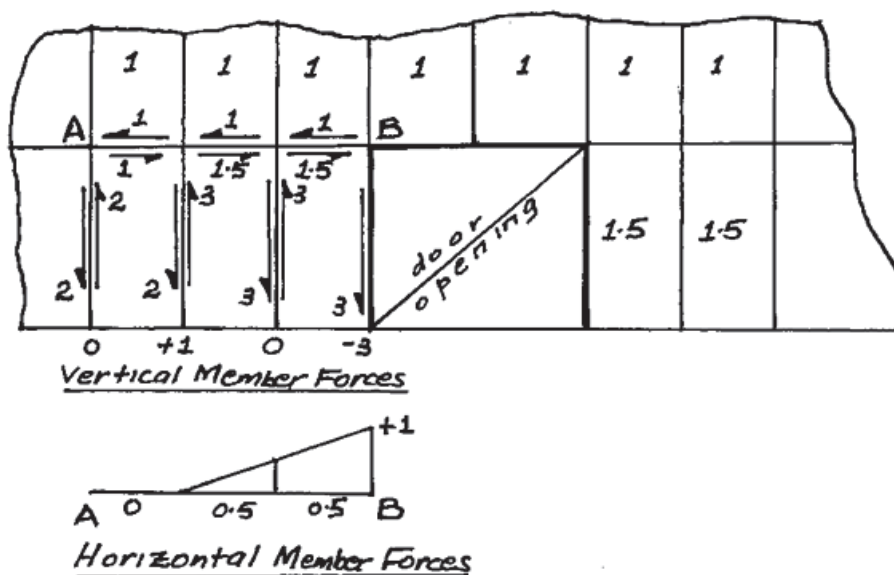 1 1 1 1 1 1 1
A 1 1 1 B
1 1.5 1.5
2 3 3
door opening
1.5 1.5
2 2 3 3
0 +1 0 -3
Vertical Member Forces
+1
A 0 0.5 0.5 B
Horizontal Member Forces